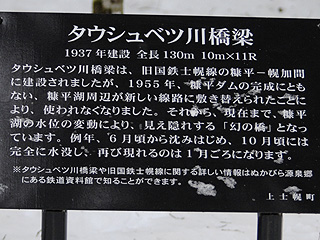 タウシュベツ川橋梁
1937年建設 全長130m 10m×11R
タウシュベツ川橋梁は、旧国鉄士幌線の糠平－幌加間
に建設されましたが、1955年、糠平ダムの完成にとも
ない、糠平湖周辺が新しい線路に敷き替えられたことに
より、使われなくなりました。それから、現在まで、糠平
湖の水位の変動により、見え隠れする「幻の橋」となっ
ています。例年、6月頃から沈みはじめ、10月頃には
完全に水没し、再び現れるのは1月ごろになります。
※タウシュベツ川橋梁や旧国鉄士幌線に関する詳しい情報はぬかびら源泉郷
にある鉄道資料館で知ることができます。
上士幌町